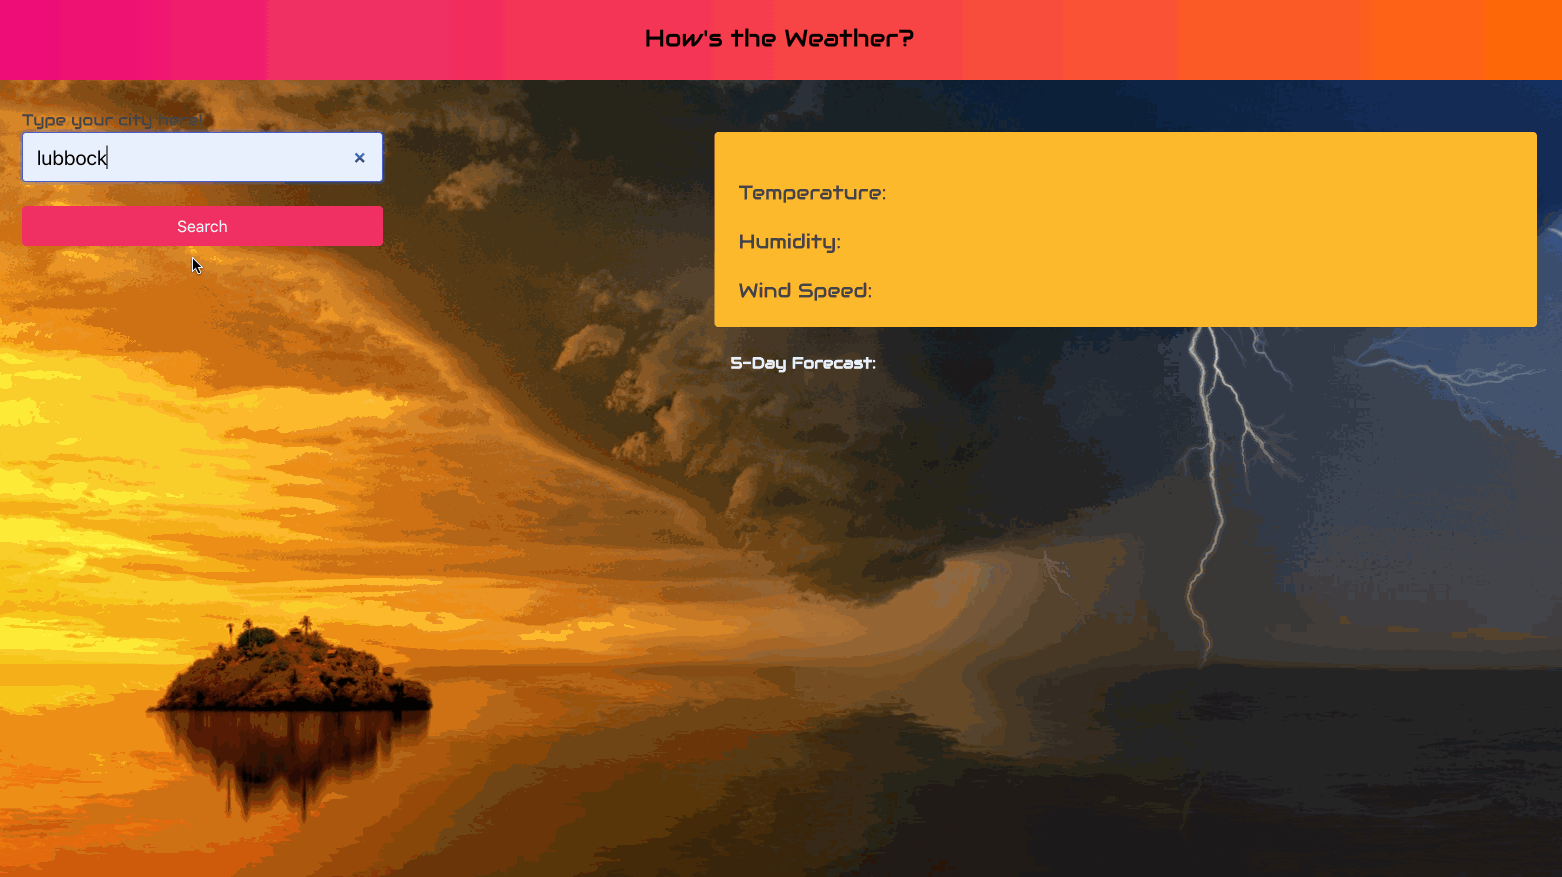 How's the Weather?
Type your city here!
lubbock
Search
Temperature:
Humidity:
Wind Speed:
5-Day Forecast: